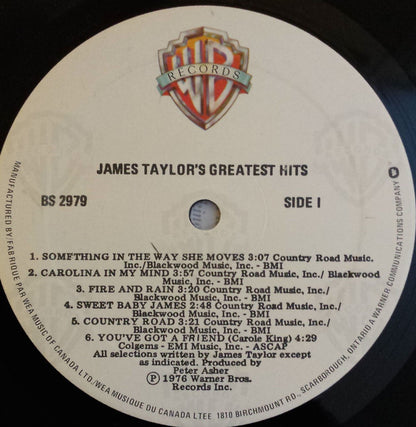 WB
RECORDS
JAMES TAYLOR'S GREATEST HITS
BS 2979
SIDE I
1. SOMETHING IN THE WAY SHE MOVES 3:07 Country Road Music.
Inc./Blackwood Music, Inc. - BMI
2. CAROLINA IN MY MIND 3:57 Country Road Music, Inc./ Blackwood
Music, Inc. - BMI
3. FIRE AND RAIN 3:20 Country Road Music, Inc./
Blackwood Music, Inc. - BMI
4. SWEET BABY JAMES 2:48 Country Road Music, Inc./
Blackwood Music, Inc. - BMI
5. COUNTRY ROAD 3:21 Country Road Music, Inc./
Blackwood Music, Inc. - BMI
6. YOU'VE GOT A FRIEND (Carole King) 4:29
Colgems - EMI Music, Inc. - ASCAP
All selections written by James Taylor except
as indicated. Produced by
Peter Asher
Ⓟ 1976 Warner Bros.
Records Inc.
MANUFACTURED BY/FABRIQUE PAR WEA MUSIC OF CANADA LTD./WEA MUSIQUE DU CANADA LTEE 1810 BIRCHMOUNT RD., SCARBOROUGH, ONTARIO A WARNER COMMUNICATIONS COMPANY